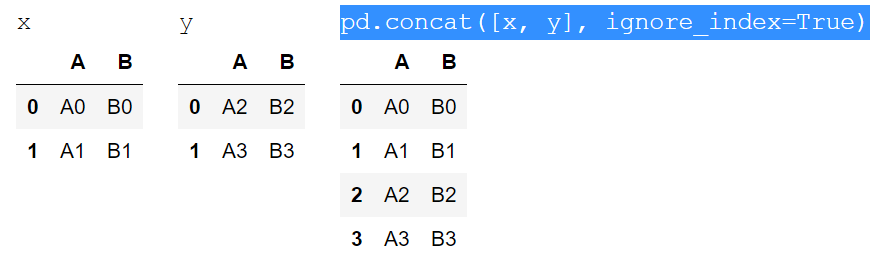 x y pd.concat([x, y], ignore_index=True)
A B A B A B
0 A0 B0 0 A2 B2 0 A0 B0
1 A1 B1 1 A3 B3 1 A1 B1
2 A2 B2
3 A3 B3